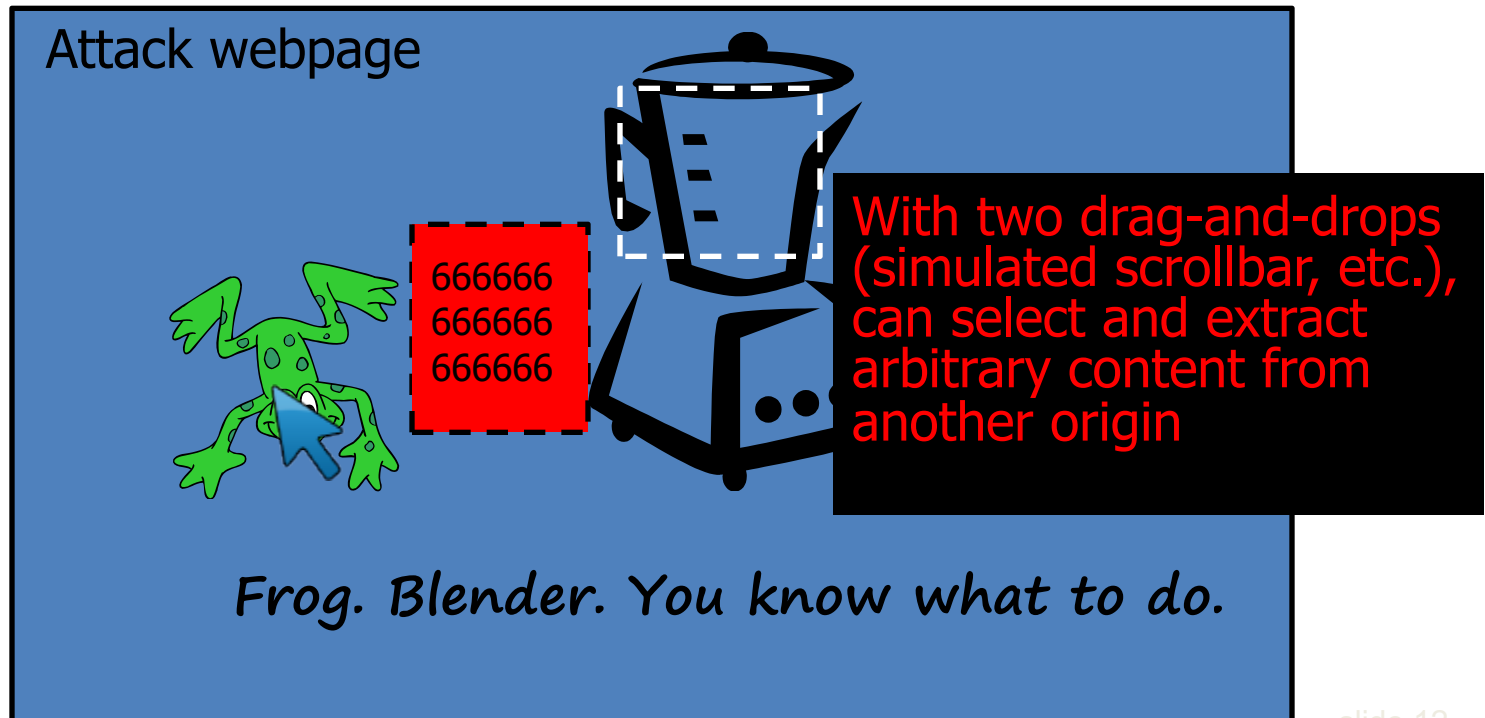 Attack webpage
666666
666666
666666
With two drag-and-drops
(simulated scrollbar, etc.),
can select and extract
arbitrary content from
another origin
Frog. Blender. You know what to do.